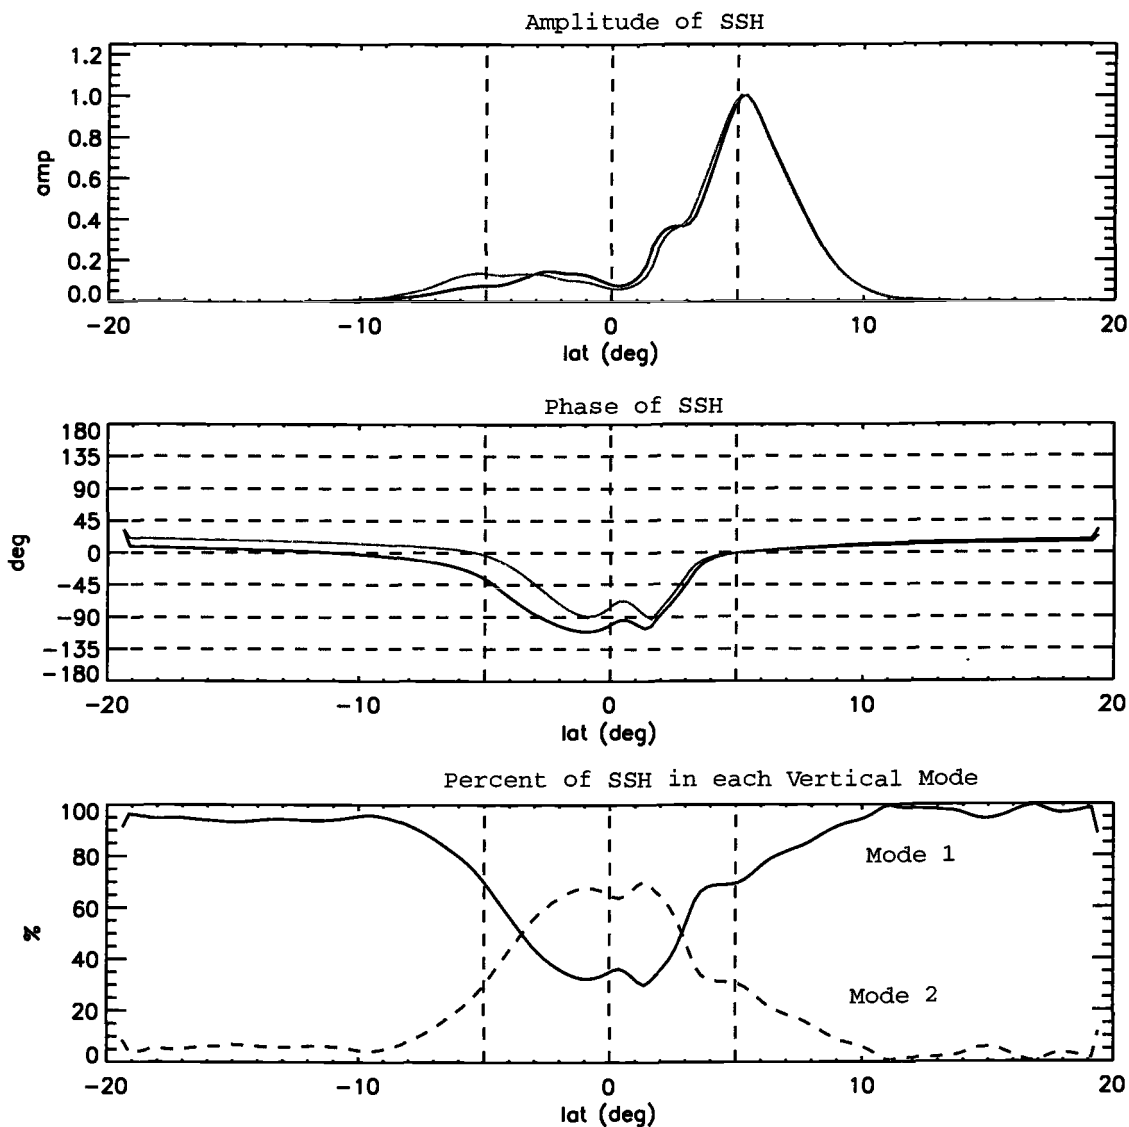 Amplitude of SSH
1.2
1.0
0.8
0.6
0.4
0.2
0.0
amp
-20 -10 0 10 20
lat (deg)
Phase of SSH
180
135
90
45
0
-45
-90
-135
-180
deg
-20 -10 0 10 20
lat (deg)
Percent of SSH in each Vertical Mode
100
80
60
40
20
0
%
Mode 1
Mode 2
-20 -10 0 10 20
lat (deg)